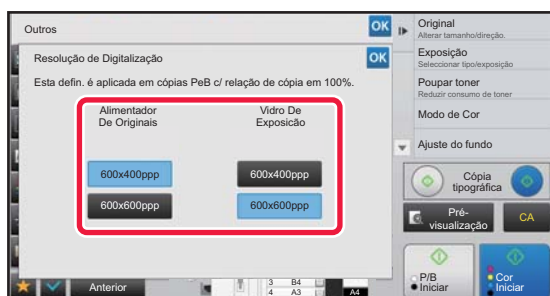 Outros
OK
Resolução de Digitalização
OK
Esta defin. é aplicada em cópias PeB c/ relação de cópia em 100%.
Alimentador
De Originais
Vidro De
Exposicão
600x400ppp
600x400ppp
600x600ppp
600x600ppp
Anterior
3 B4
4 A3
A4
Original
Alterar tamanho/direção.
Exposição
Seleccionar tipo/exposição
Poupar toner
Reduzir consumo de toner
Modo de Cor
Ajuste do fundo
Cópia
tipográfica
Pré-
visualização
CA
P/B
Iniciar
Cor
Iniciar